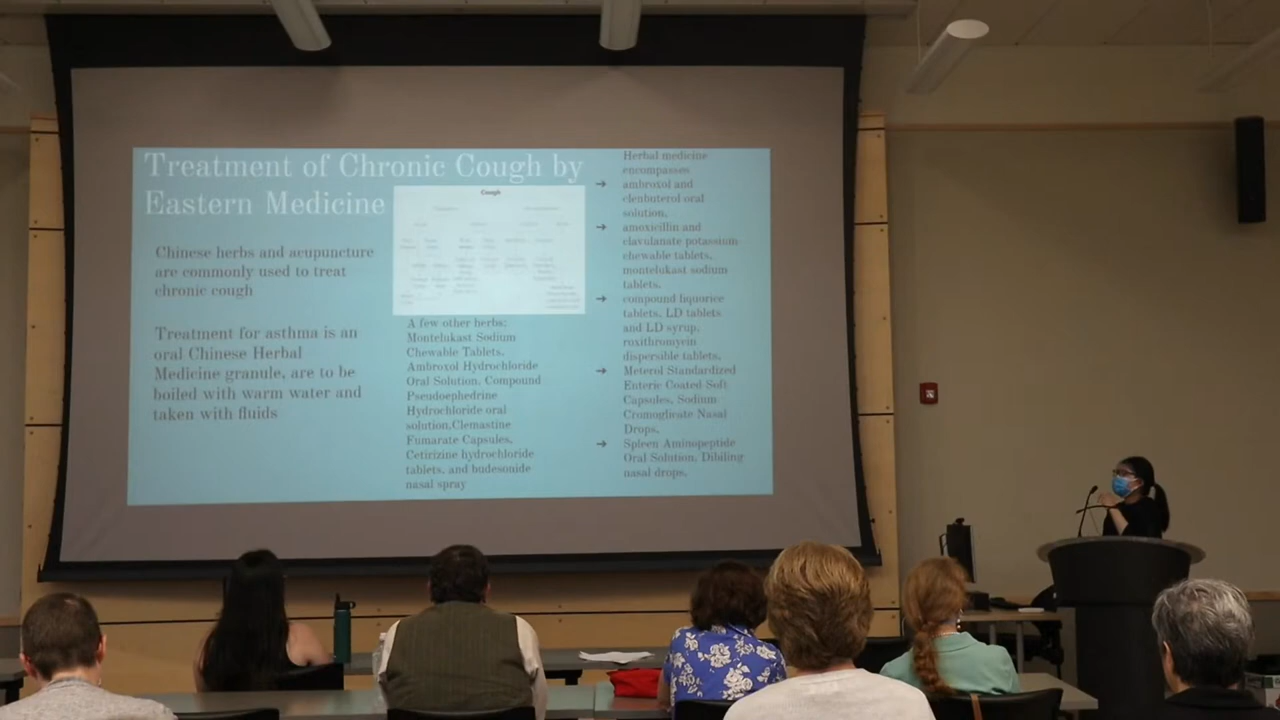 Treatment of Chronic Cough by
Eastern Medicine
Chinese herbs and acupuncture
are commonly used to treat
chronic cough
Treatment for asthma is an
oral Chinese Herbal
Medicine granule, are to be
boiled with warm water and
taken with fluids
Cough
A few other herbs;
Montelukast Sodium
Chewable Tablets,
Ambroxol Hydrochloride
Oral Solution, Compound
Pseudoephedrine
Hydrochloride oral
solution,Clemastine
Fumarate Capsules,
Cetirizine hydrochloride
tablets, and budesonide
nasal spray
Herbal medicine
encompasses
➔ ambroxol and
clenbuterol oral
solution,
➔ amoxicillin and
clavulanate potassium
chewable tablets,
montelukast sodium
tablets,
➔ compound liquorice
tablets, LD tablets
and LD syrup,
roxithromycin
dispersible tablets,
➔ Meterol Standardized
Enteric Coated Soft
Capsules, Sodium
Cromoglicate Nasal
Drops,
➔ Spleen Aminopeptide
Oral Solution, Dibiling
nasal drops,